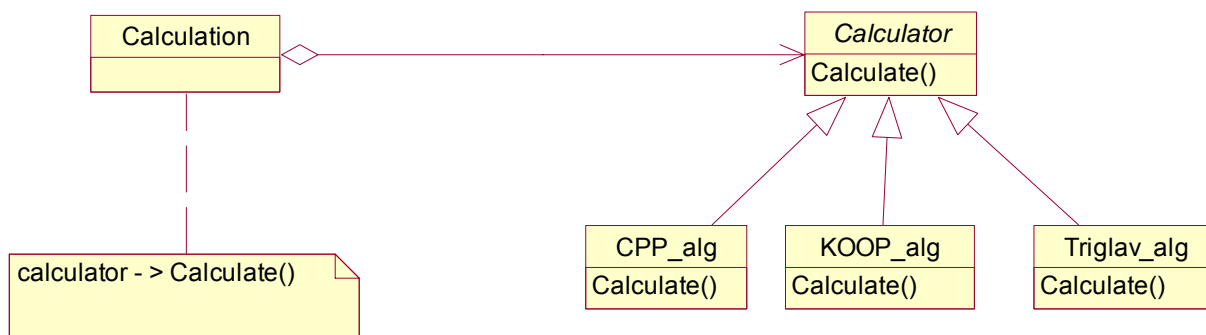 Calculation
Calculator
Calculate()
CPP_alg
Calculate()
KOOP_alg
Calculate()
Triglav_alg
Calculate()
calculator - > Calculate()